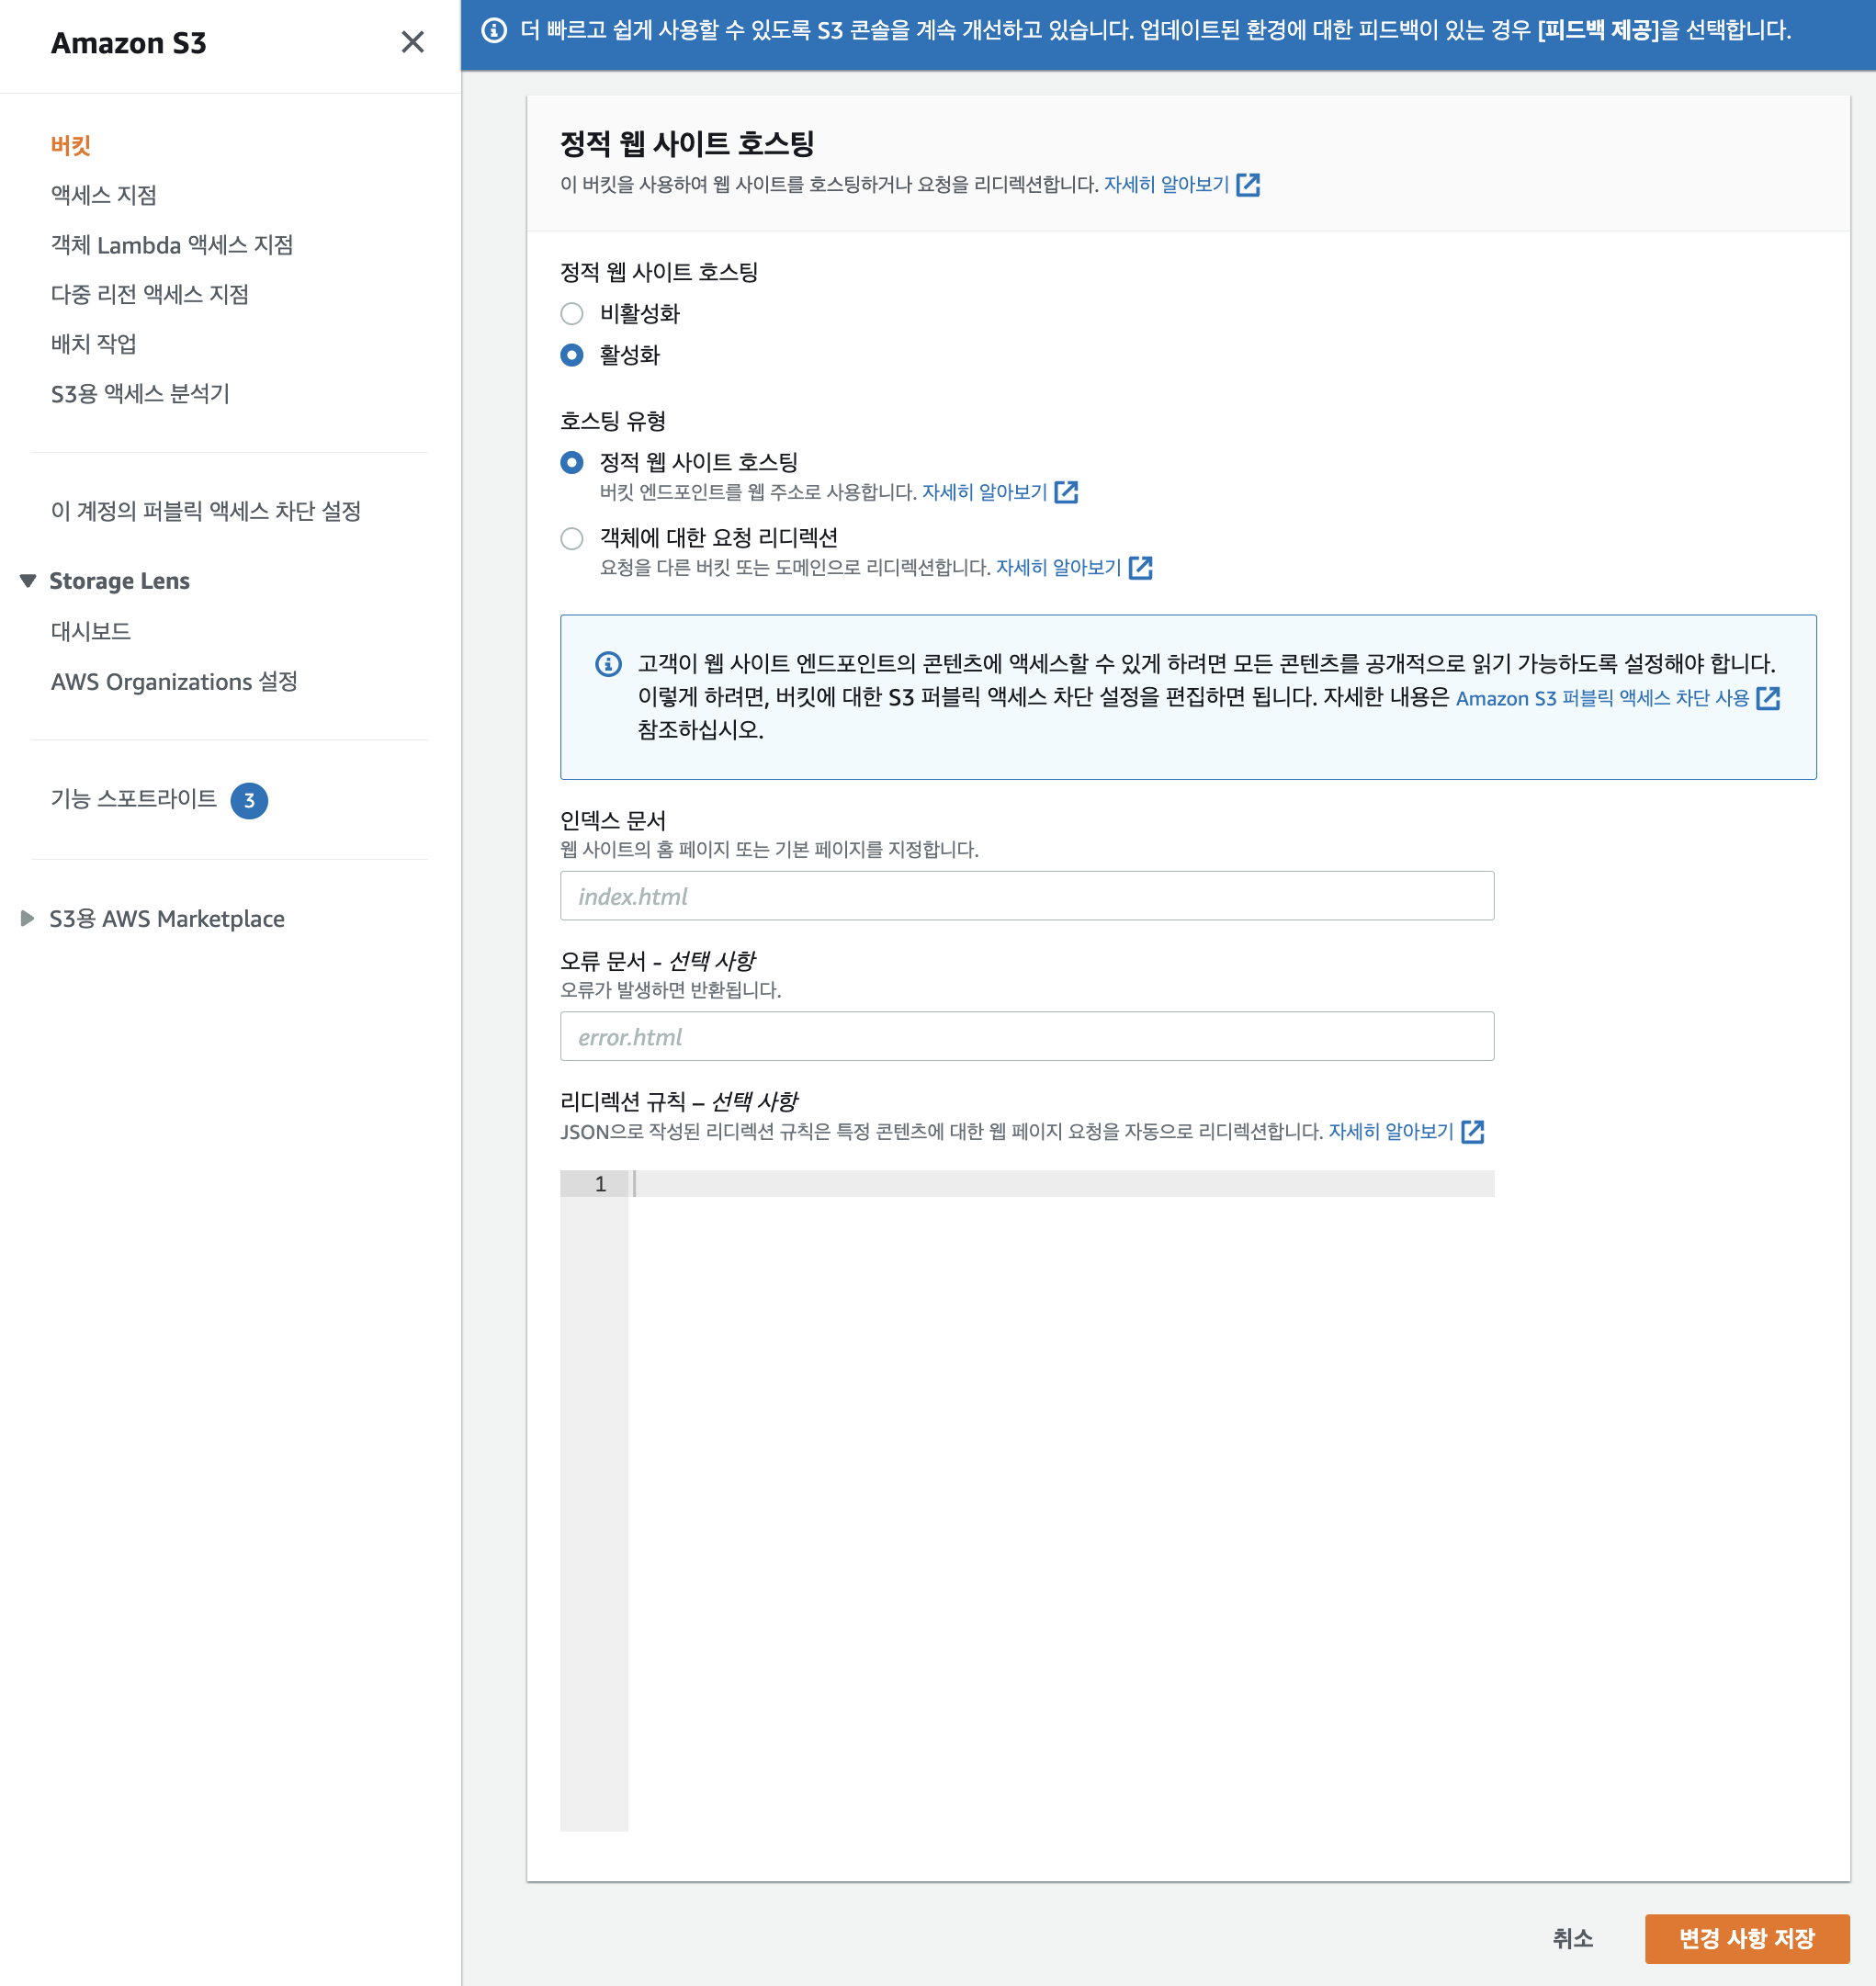 Amazon S3
버킷
액세스 지점
객체 Lambda 액세스 지점
다중 리전 액세스 지점
배치 작업
S3용 액세스 분석기
이 계정의 퍼블릭 액세스 차단 설정
Storage Lens
대시보드
AWS Organizations 설정
기능 스포트라이트 3
S3용 AWS Marketplace
더 빠르고 쉽게 사용할 수 있도록 S3 콘솔을 계속 개선하고 있습니다. 업데이트된 환경에 대한 피드백이 있는 경우 [피드백 제공]을 선택합니다.
정적 웹 사이트 호스팅
이 버킷을 사용하여 웹 사이트를 호스팅하거나 요청을 리디렉션합니다. 자세히 알아보기
정적 웹 사이트 호스팅
비활성화
활성화
호스팅 유형
정적 웹 사이트 호스팅
버킷 엔드포인트를 웹 주소로 사용합니다. 자세히 알아보기
객체에 대한 요청 리디렉션
요청을 다른 버킷 또는 도메인으로 리디렉션합니다. 자세히 알아보기
고객이 웹 사이트 엔드포인트의 콘텐츠에 액세스할 수 있게 하려면 모든 콘텐츠를 공개적으로 읽기 가능하도록 설정해야 합니다.
이렇게 하려면, 버킷에 대한 S3 퍼블릭 액세스 차단 설정을 편집하면 됩니다. 자세한 내용은 Amazon S3 퍼블릭 액세스 차단 사용
참조하십시오.
인덱스 문서
웹 사이트의 홈 페이지 또는 기본 페이지를 지정합니다.
index.html
오류 문서 - 선택 사항
오류가 발생하면 반환됩니다.
error.html
리디렉션 규칙 – 선택 사항
JSON으로 작성된 리디렉션 규칙은 특정 콘텐츠에 대한 웹 페이지 요청을 자동으로 리디렉션합니다. 자세히 알아보기
1
취소
변경 사항 저장